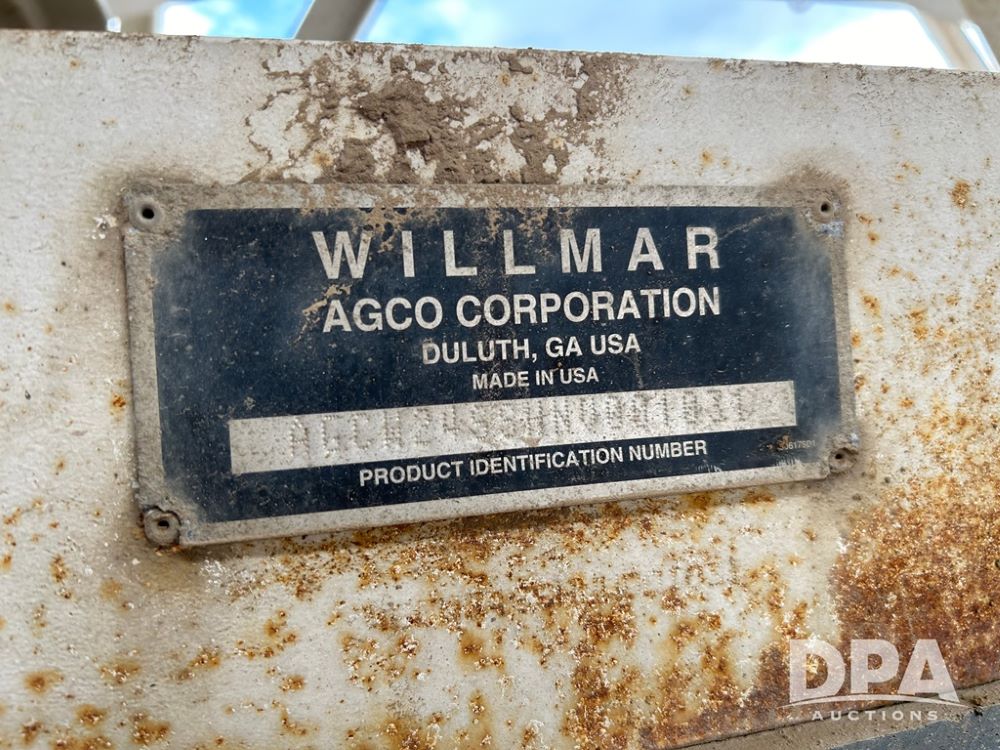 WILLMAR
AGCO CORPORATION
DULUTH, GA USA
MADE IN USA
PRODUCT IDENTIFICATION NUMBER
DPA
AUCTIONS